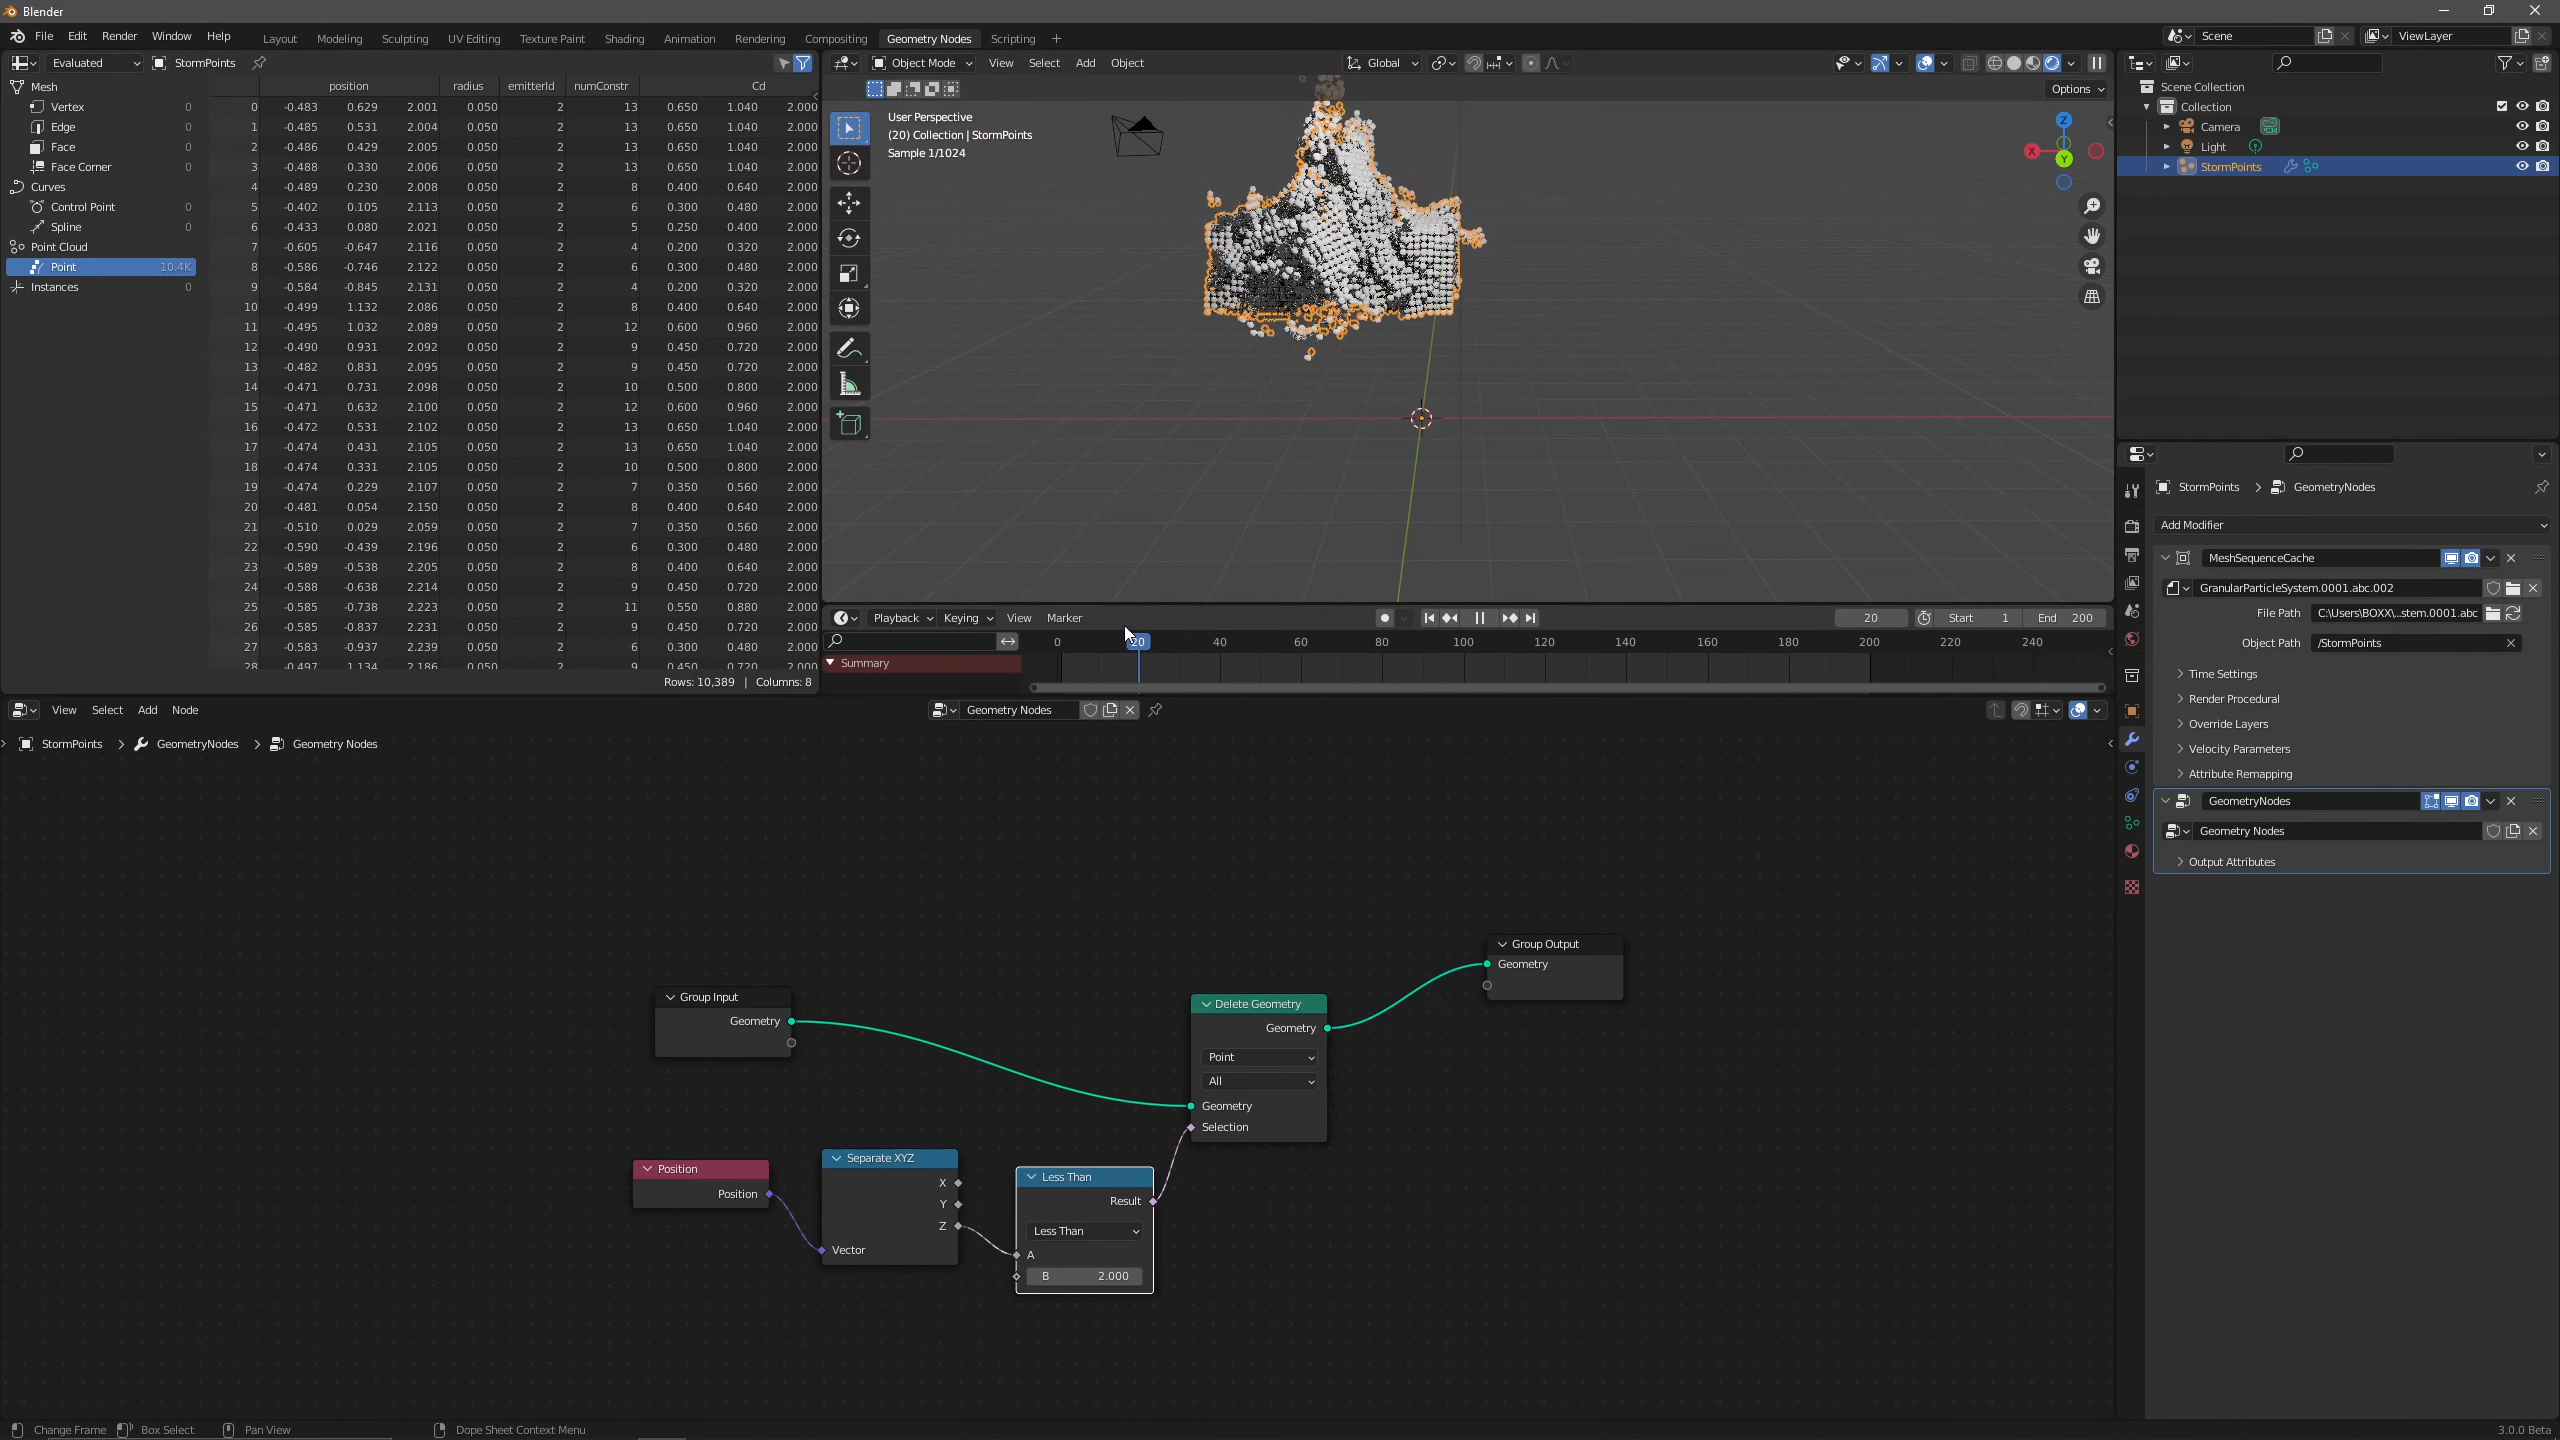 Blender
File Edit Render Window Help Layout Modeling Sculpting UV Editing Texture Paint Shading Animation Rendering Compositing Geometry Nodes Scripting Scene ViewLayer
Evaluated StormPoints
Mesh
Vertex 0
Edge 0
Face 0
Face Corner 0
Curves
Control Point 0
Spline 0
Point Cloud
Point 10.4K
Instances 0
position radius emitterId numConstr Cd
0 -0.483 0.629 2.001 0.050 2 13 0.650 1.040 2.000
1 -0.485 0.531 2.004 0.050 2 13 0.650 1.040 2.000
2 -0.486 0.429 2.005 0.050 2 13 0.650 1.040 2.000
3 -0.488 0.330 2.006 0.050 2 13 0.650 1.040 2.000
4 -0.489 0.230 2.008 0.050 2 8 0.400 0.640 2.000
5 -0.402 0.105 2.113 0.050 2 6 0.300 0.480 2.000
6 -0.433 0.080 2.021 0.050 2 5 0.250 0.400 2.000
7 -0.605 -0.647 2.116 0.050 2 4 0.200 0.320 2.000
8 -0.586 -0.746 2.122 0.050 2 6 0.300 0.480 2.000
9 -0.584 -0.845 2.131 0.050 2 4 0.200 0.320 2.000
10 -0.499 1.132 2.086 0.050 2 8 0.400 0.640 2.000
11 -0.495 1.032 2.089 0.050 2 12 0.600 0.960 2.000
12 -0.490 0.931 2.092 0.050 2 9 0.450 0.720 2.000
13 -0.482 0.831 2.095 0.050 2 9 0.450 0.720 2.000
14 -0.471 0.731 2.098 0.050 2 10 0.500 0.800 2.000
15 -0.471 0.632 2.100 0.050 2 12 0.600 0.960 2.000
16 -0.472 0.531 2.102 0.050 2 13 0.650 1.040 2.000
17 -0.474 0.431 2.105 0.050 2 13 0.650 1.040 2.000
18 -0.474 0.331 2.105 0.050 2 10 0.500 0.800 2.000
19 -0.474 0.229 2.107 0.050 2 7 0.350 0.560 2.000
20 -0.481 0.054 2.150 0.050 2 8 0.400 0.640 2.000
21 -0.510 0.029 2.059 0.050 2 7 0.350 0.560 2.000
22 -0.590 -0.439 2.196 0.050 2 6 0.300 0.480 2.000
23 -0.589 -0.538 2.205 0.050 2 8 0.400 0.640 2.000
24 -0.588 -0.638 2.214 0.050 2 9 0.450 0.720 2.000
25 -0.585 -0.738 2.223 0.050 2 11 0.550 0.880 2.000
26 -0.585 -0.837 2.231 0.050 2 9 0.450 0.720 2.000
27 -0.583 -0.937 2.239 0.050 2 6 0.300 0.480 2.000
28 -0.497 1.134 2.186 0.050 2 9 0.450 0.720 2.000
Rows: 10,389 | Columns: 8
Object Mode View Select Add Object Global
Options
User Perspective
(20) Collection | StormPoints
Sample 1/1024
Z
X
Y
Playback Keying View Marker 20 Start 1 End 200
0 20 40 60 80 100 120 140 160 180 200 220 240
Summary
Scene Collection
Collection
Camera
Light
StormPoints
StormPoints > GeometryNodes
Add Modifier
MeshSequenceCache
GranularParticleSystem.0001.abc.002
File Path C:\Users\BOXX\...stem.0001.abc
Object Path /StormPoints
Time Settings
Render Procedural
Override Layers
Velocity Parameters
Attribute Remapping
GeometryNodes
Geometry Nodes
Output Attributes
View Select Add Node Geometry Nodes
StormPoints > GeometryNodes > Geometry Nodes
Group Input
Geometry
Position
Position
Separate XYZ
X
Y
Z
Vector
Less Than
Result
Less Than
A
B 2.000
Delete Geometry
Geometry
Point
All
Geometry
Selection
Group Output
Geometry
Change Frame Box Select Pan View Dope Sheet Context Menu 3.0.0 Beta